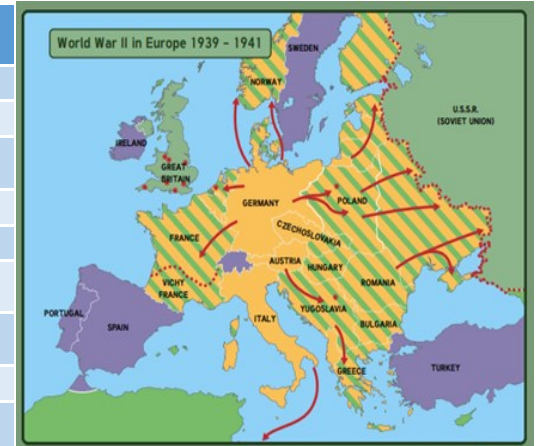 World War II in Europe 1939 – 1941
SWEDEN
NORWAY
U.S.S.R.
(SOVIET UNION)
IRELAND
GREAT
BRITAIN
GERMANY
POLAND
CZECHOSLOVAKIA
FRANCE
AUSTRIA
HUNGARY
VICHY
FRANCE
ROMANIA
YUGOSLAVIA
ITALY
BULGARIA
PORTUGAL
SPAIN
GREECE
TURKEY